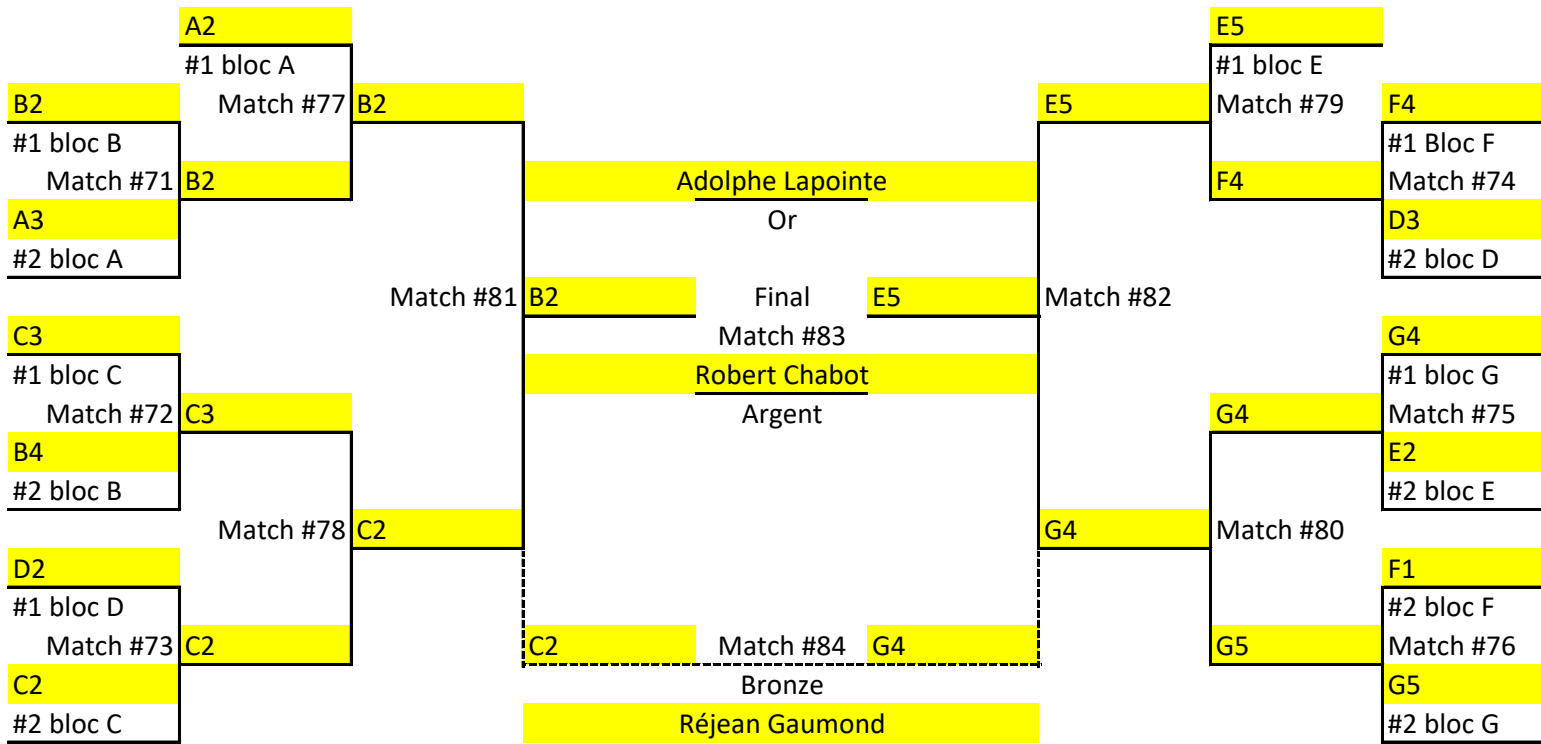 A2 E5
#1 bloc A #1 bloc E
B2 Match #77 B2 E5 Match #79 F4
#1 bloc B #1 Bloc F
Match #71 B2 Adolphe Lapointe F4 Match #74
A3 Or D3
#2 bloc A #2 bloc D
Match #81 B2 Final E5 Match #82
C3 Match #83 G4
#1 bloc C Robert Chabot #1 bloc G
Match #72 C3 Argent G4 Match #75
B4 E2
#2 bloc B #2 bloc E
Match #78 C2 G4 Match #80
D2 F1
#1 bloc D #2 bloc F
Match #73 C2 C2 Match #84 G4 G5 Match #76
C2 Bronze G5
#2 bloc C Réjean Gaumond #2 bloc G